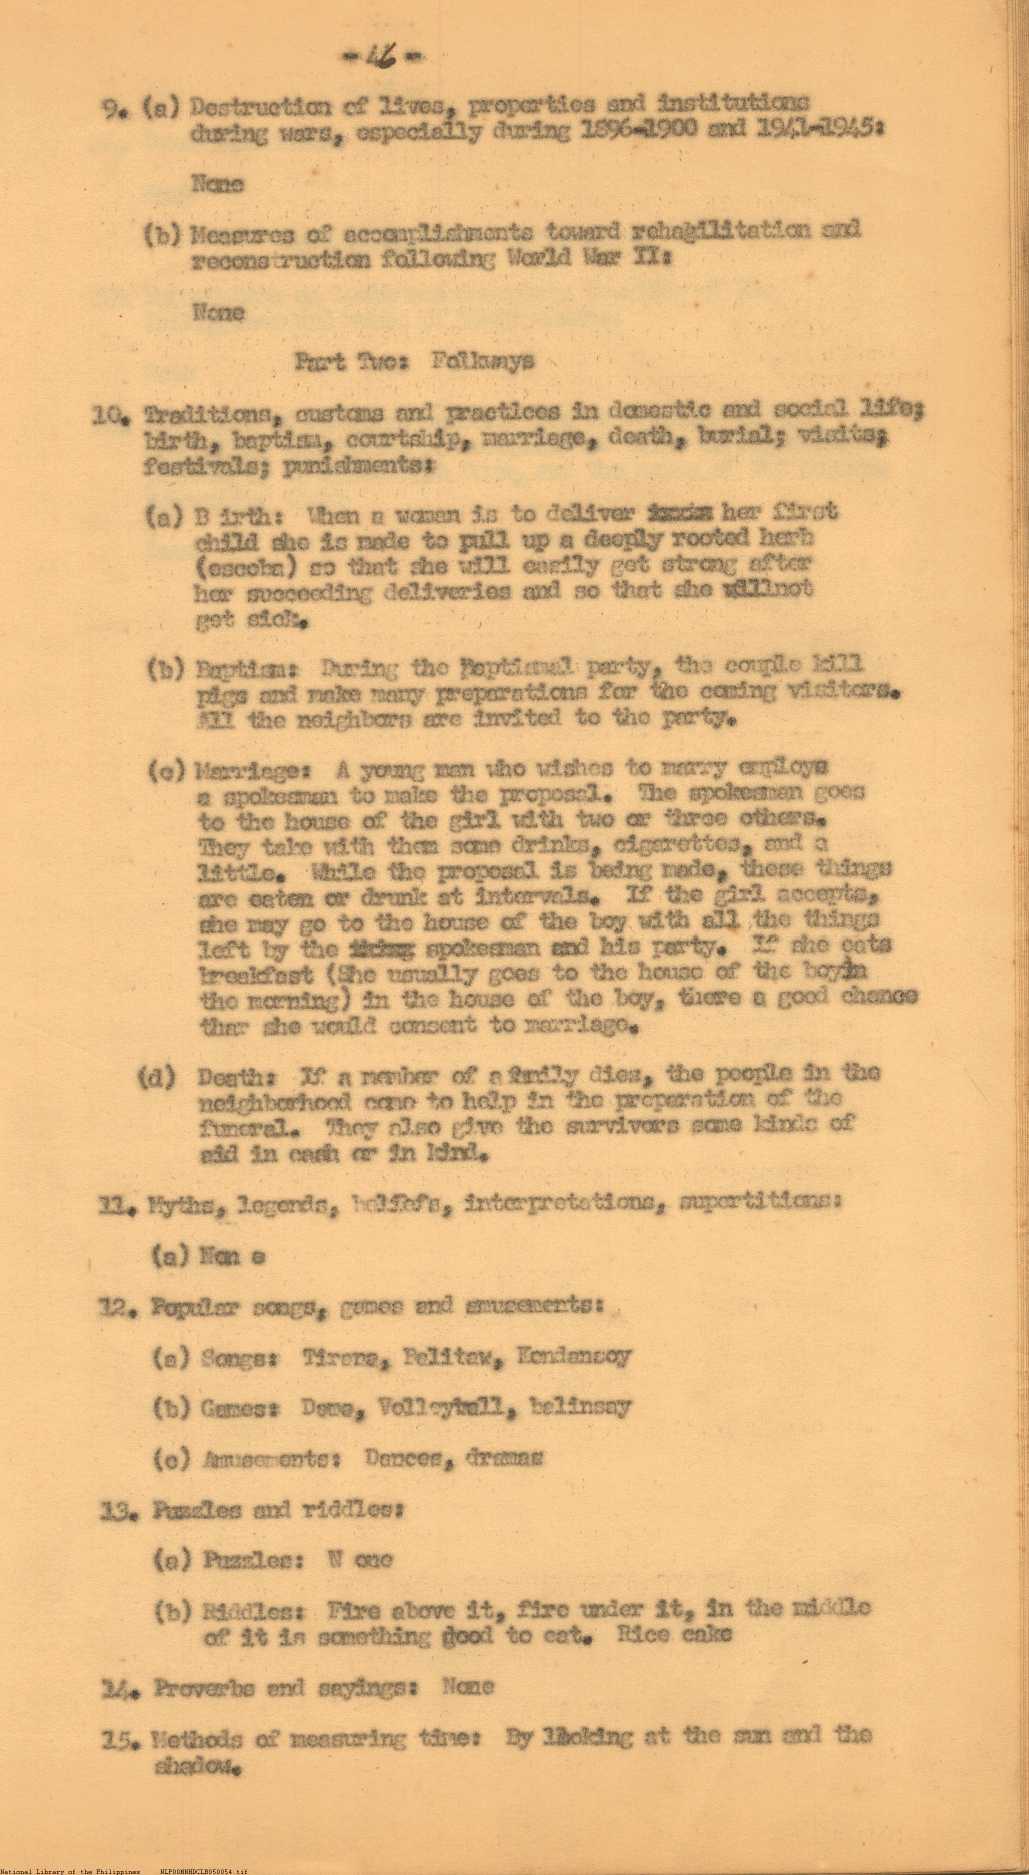 - 46 -
9. (a) Destruction of lives, properties and institutions
during wars, especially during 1896-1900 and 1941-1945:
None
(b) Measures of accomplishments toward rehabilitation and
reconstruction following World War II:
None
Part Two: Folkways
10. Traditions, customs and practices in domestic and social life;
birth, baptism, courtship, marriage, death, burial; visits;
festivals; punishments:
(a) B irth: When a woman is to deliver her first
child she is made to pull up a deeply rooted herb
(escoba) so that she will easily get strong after
her succeeding deliveries and so that she willnot
get sick.
(b) Baptism: During the Baptismal party, the couple kill
pigs and make many preparations for the coming visitors.
All the neighbors are invited to the party.
(c) Marriage: A young man who wishes to marry employs
a spokesman to make the proposal. The spokesman goes
to the house of the girl with two or three others.
They take with them some drinks, cigarettes, and a
little. While the proposal is being made, these things
are eaten or drunk at intervals. If the girl accepts,
she may go to the house of the boy with all the things
left by the spokesman and his party. If she eats
breakfast (She usually goes to the house of the boyin
the morning) in the house of the boy, there a good chance
thar she would consent to marriage.
(d) Death: If a member of a family dies, the people in the
neighborhood come to help in the preparation of the
funeral. They also give the survivors some kinds of
aid in cash or in kind.
11. Myths, legends, beliefs, interpretations, supertitions:
(a) Non e
12. Popular songs, games and amusements:
(a) Songs: Tirona, Pelitaw, Kondansoy
(b) Games: Dama, Volleyball, balinsay
(c) Amusements: Dances, dramas
13. Puzzles and riddles:
(a) Puzzles: N one
(b) Riddles: Fire above it, fire under it, in the middle
of it is something good to eat. Rice cake
14. Proverbs and sayings: None
15. Methods of measuring time: By looking at the sun and the
shadow.
National Library of the Philippines NLP00MNHDCLB050054.tif